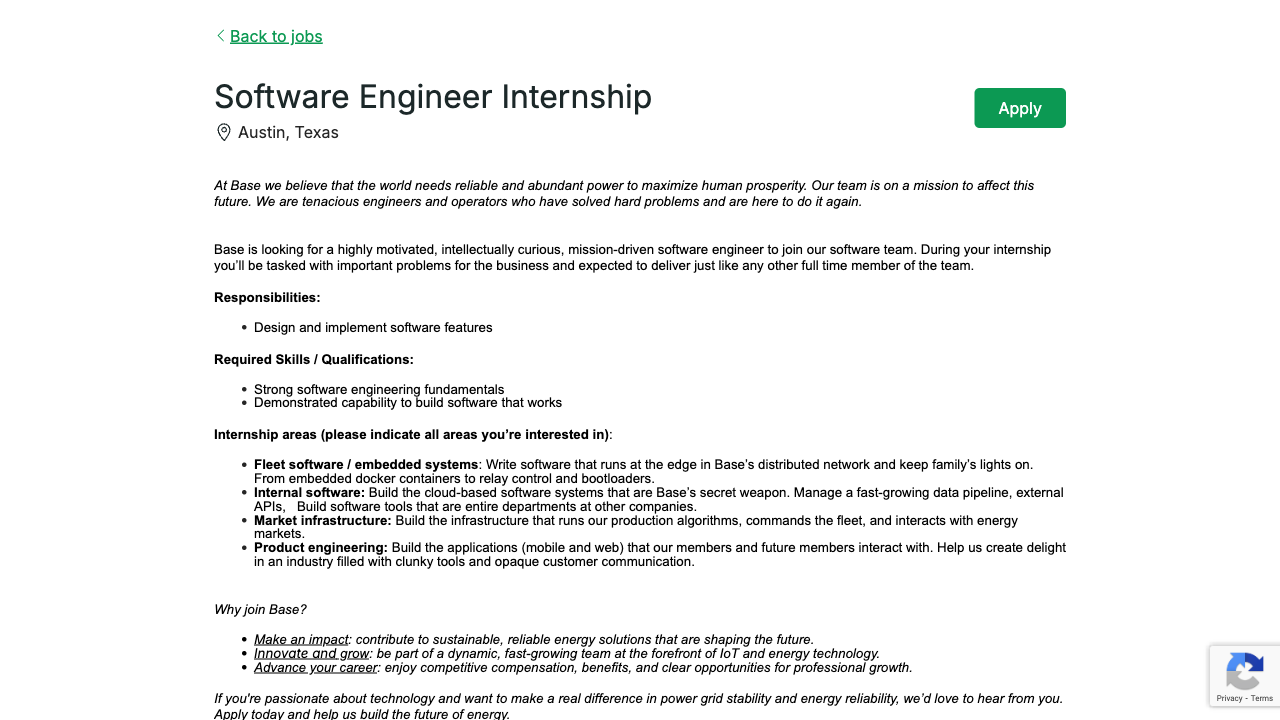 Back to jobs
Software Engineer Internship
Apply
Austin, Texas
At Base we believe that the world needs reliable and abundant power to maximize human prosperity. Our team is on a mission to affect this
future. We are tenacious engineers and operators who have solved hard problems and are here to do it again.
Base is looking for a highly motivated, intellectually curious, mission-driven software engineer to join our software team. During your internship
you’ll be tasked with important problems for the business and expected to deliver just like any other full time member of the team.
Responsibilities:
• Design and implement software features
Required Skills / Qualifications:
• Strong software engineering fundamentals
• Demonstrated capability to build software that works
Internship areas (please indicate all areas you’re interested in):
• Fleet software / embedded systems: Write software that runs at the edge in Base’s distributed network and keep family’s lights on.
From embedded docker containers to relay control and bootloaders.
• Internal software: Build the cloud-based software systems that are Base’s secret weapon. Manage a fast-growing data pipeline, external
APIs,   Build software tools that are entire departments at other companies.
• Market infrastructure: Build the infrastructure that runs our production algorithms, commands the fleet, and interacts with energy
markets.
• Product engineering: Build the applications (mobile and web) that our members and future members interact with. Help us create delight
in an industry filled with clunky tools and opaque customer communication.
Why join Base?
• Make an impact: contribute to sustainable, reliable energy solutions that are shaping the future.
• Innovate and grow: be part of a dynamic, fast-growing team at the forefront of IoT and energy technology.
• Advance your career: enjoy competitive compensation, benefits, and clear opportunities for professional growth.
If you're passionate about technology and want to make a real difference in power grid stability and energy reliability, we’d love to hear from you.
Apply today and help us build the future of energy.
Privacy - Terms